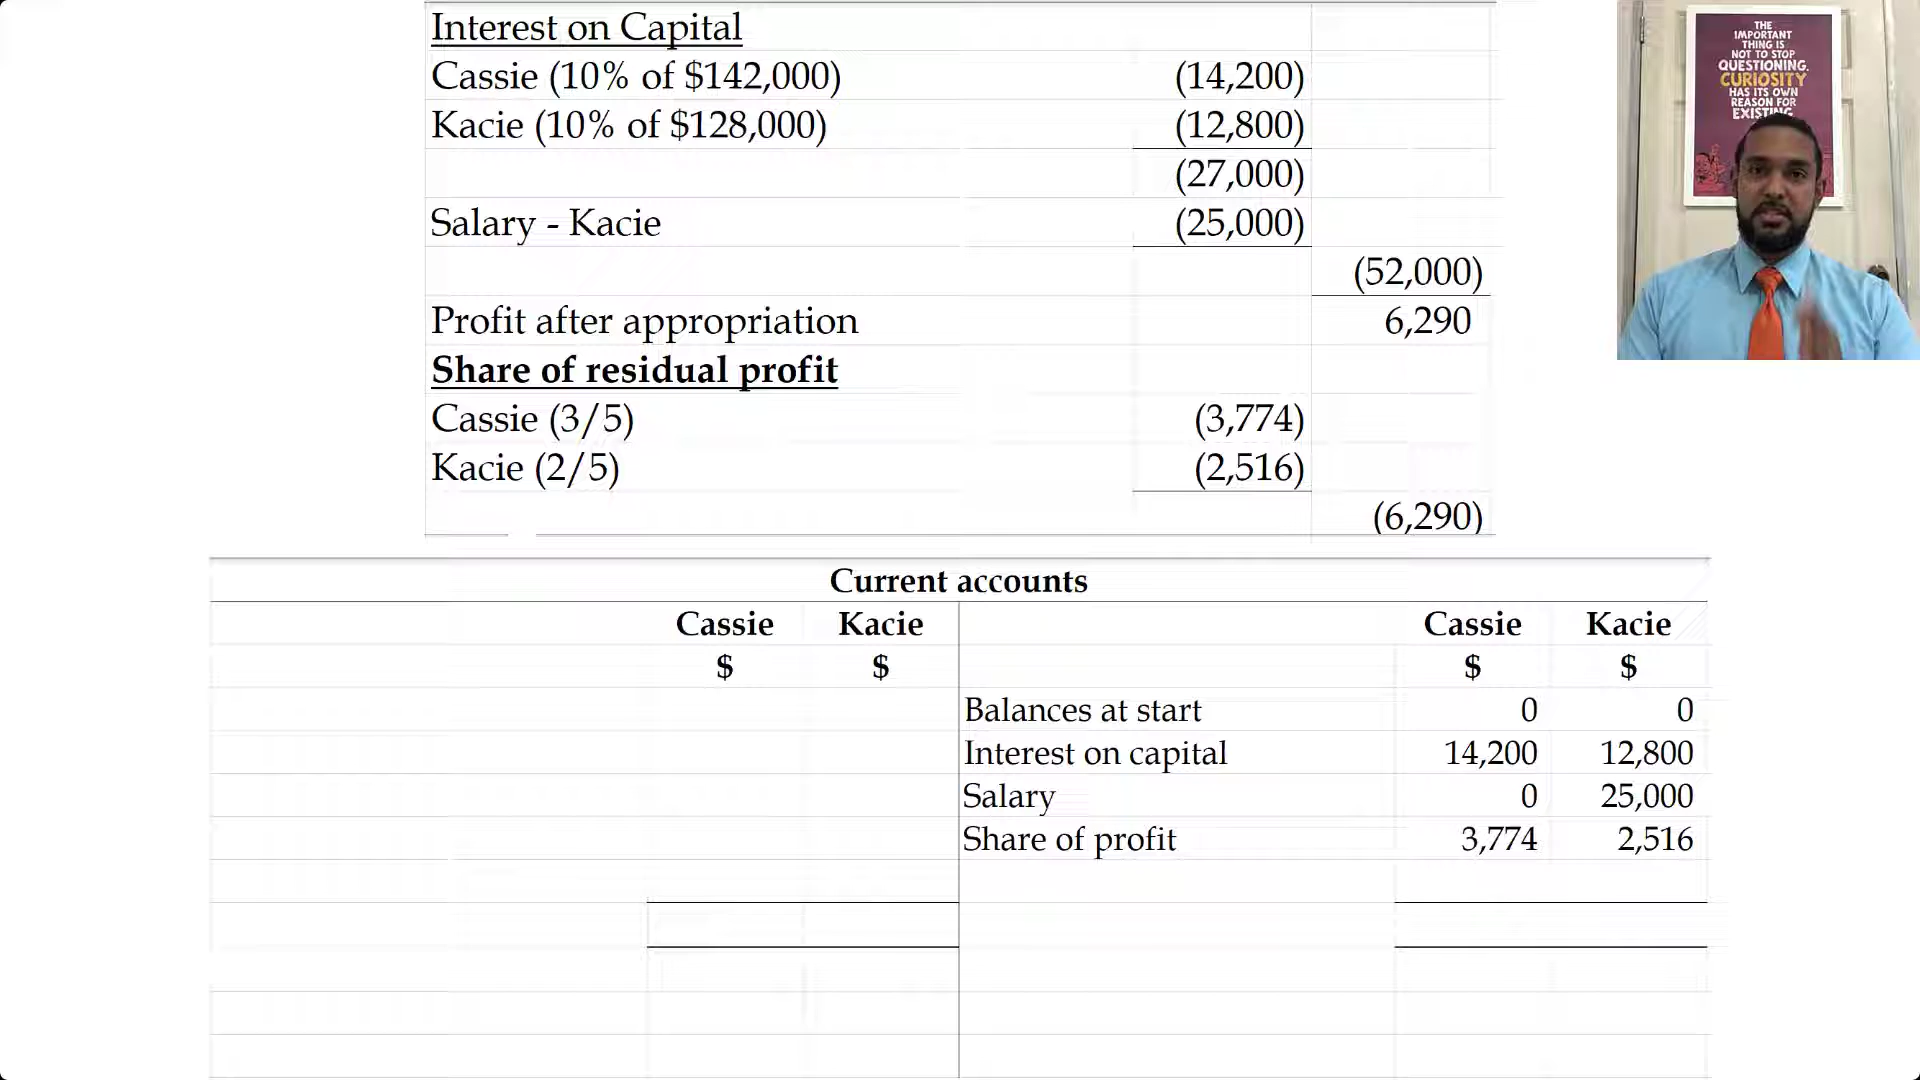 Interest on Capital
Cassie (10% of $142,000) (14,200)
Kacie (10% of $128,000) (12,800)
(27,000)
Salary - Kacie (25,000)
(52,000)
Profit after appropriation 6,290
Share of residual profit
Cassie (3/5) (3,774)
Kacie (2/5) (2,516)
(6,290)
THE
IMPORTANT
THING IS
NOT TO STOP
QUESTIONING.
CURIOSITY
HAS ITS OWN
REASON FOR
EXISTING.
Current accounts
Cassie Kacie Cassie Kacie
$ $ $ $
Balances at start 0 0
Interest on capital 14,200 12,800
Salary 0 25,000
Share of profit 3,774 2,516